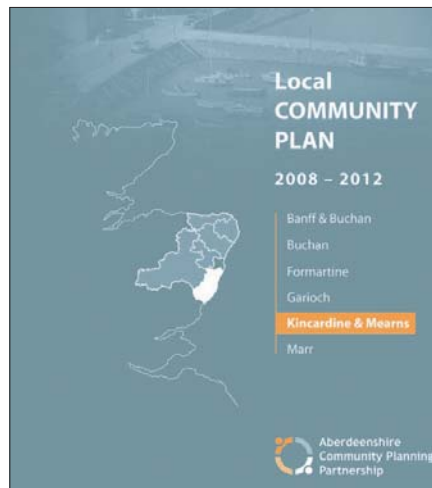 Local
COMMUNITY
PLAN
2008 – 2012
Banff & Buchan
Buchan
Formartine
Garioch
Kincardine & Mearns
Marr
Aberdeenshire
Community Planning
Partnership